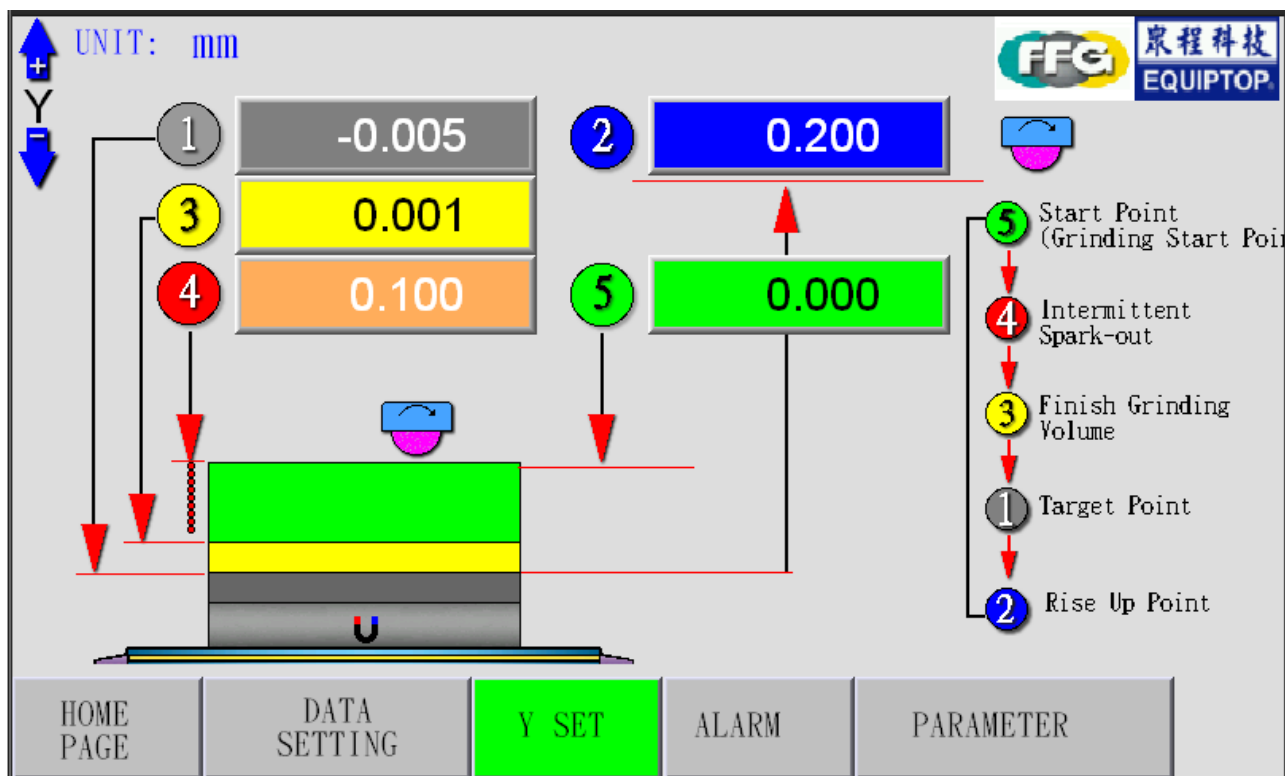 UNIT: mm
FFG
眾程科技
EQUIPTOP.
+
Y
-
1 -0.005
2 0.200
3 0.001
4 0.100
5 0.000
5 Start Point
(Grinding Start Poi
4 Intermittent
Spark-out
3 Finish Grinding
Volume
1 Target Point
2 Rise Up Point
HOME
PAGE
DATA
SETTING
Y SET
ALARM
PARAMETER